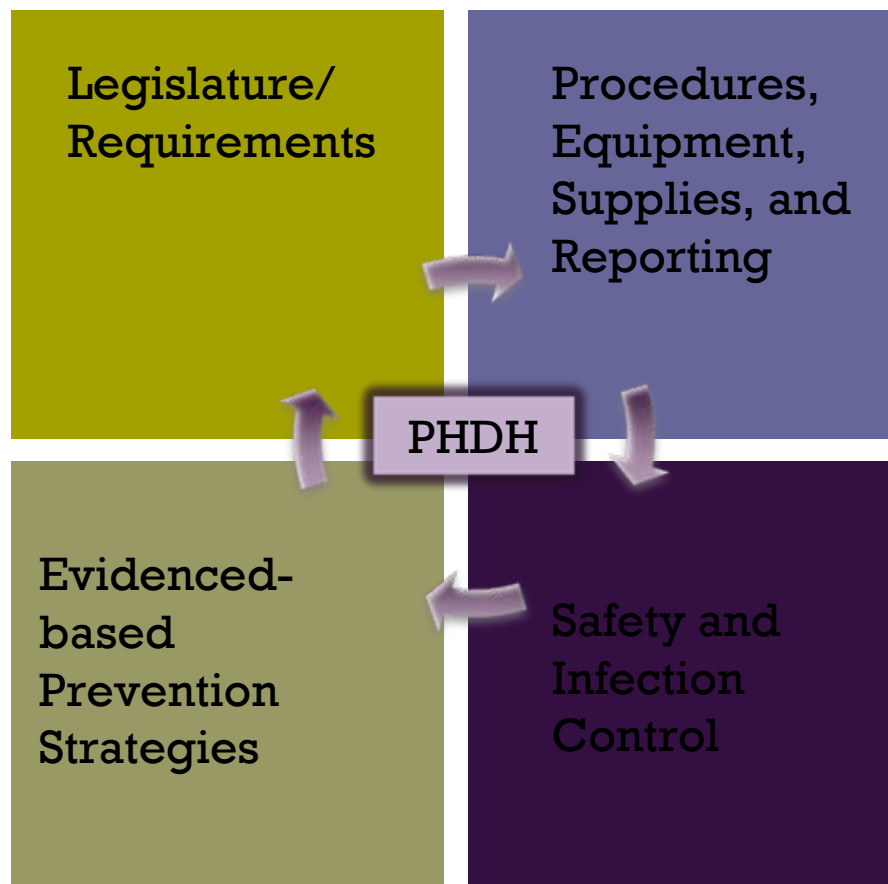 Legislature/
Requirements
Procedures,
Equipment,
Supplies, and
Reporting
PHDH
Evidenced-
based
Prevention
Strategies
Safety and
Infection
Control